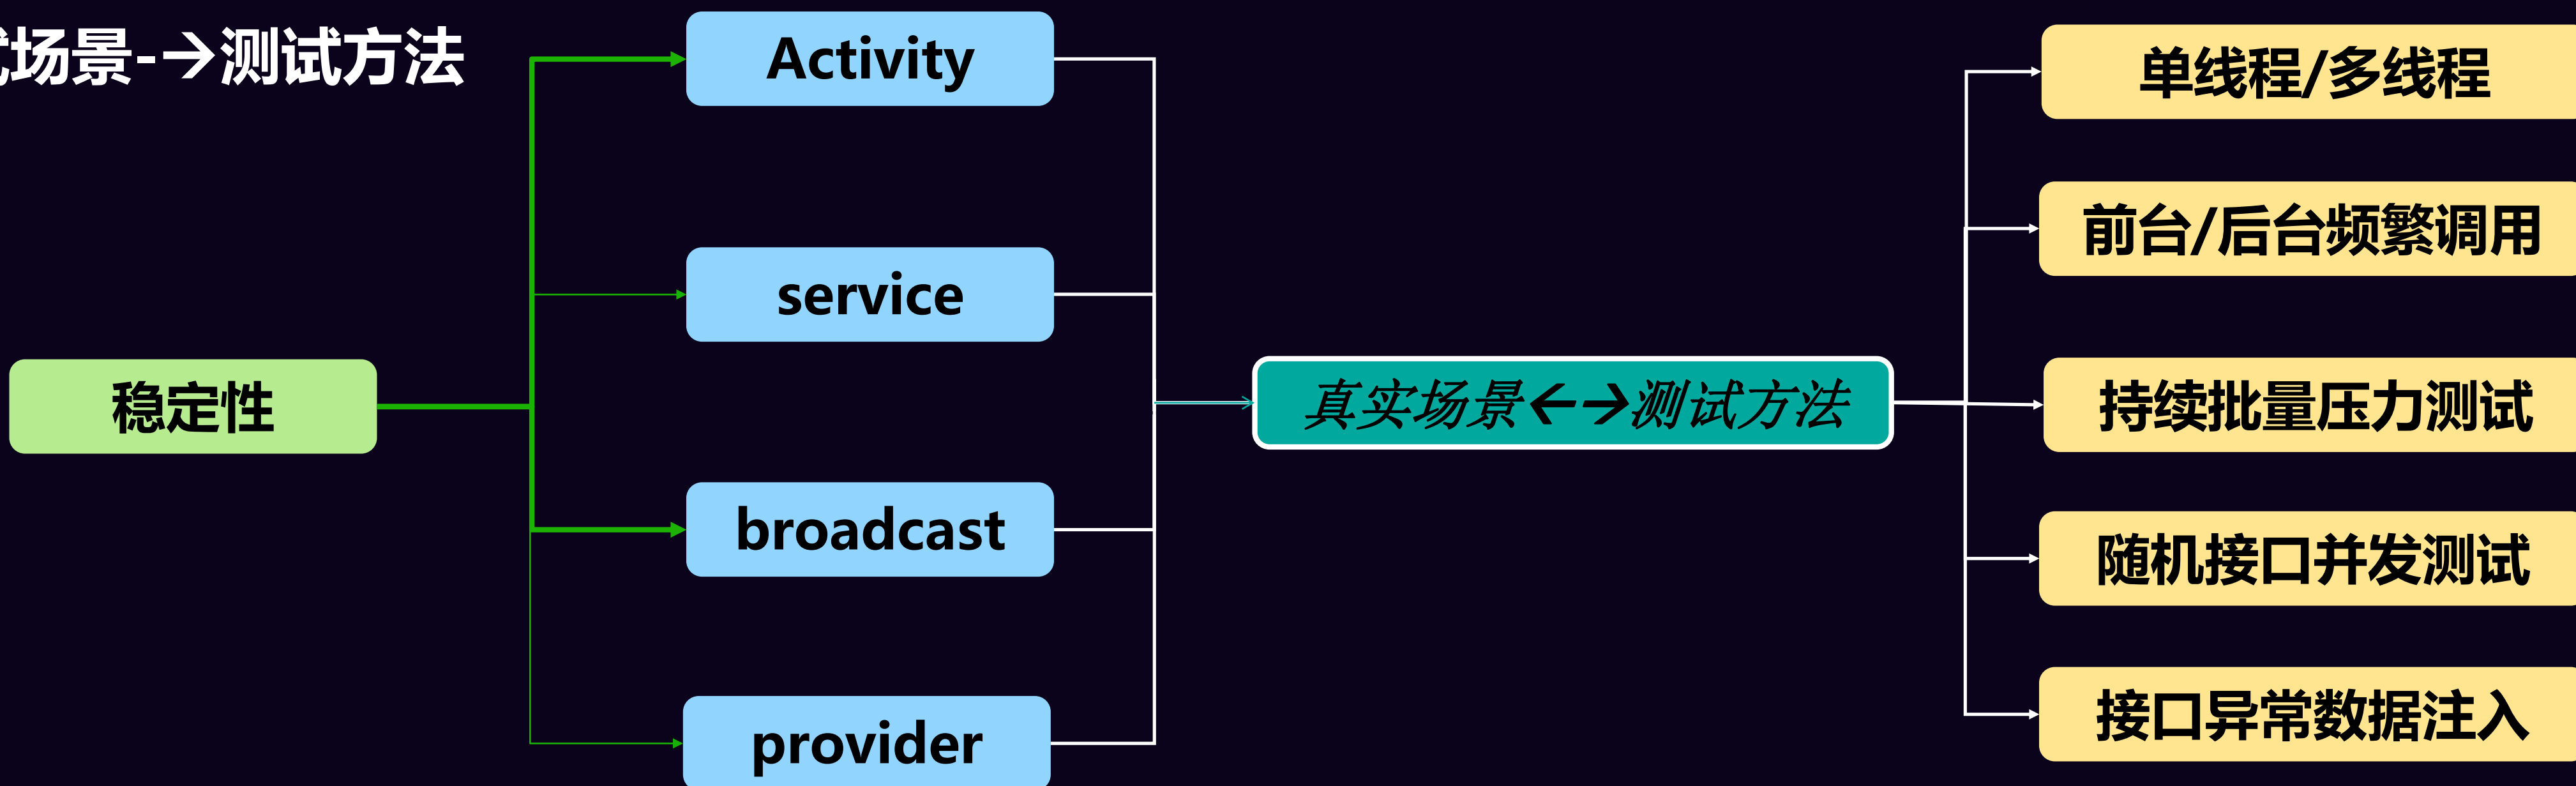 场景-→测试方法
Activity
service
broadcast
provider
稳定性
真实场景←→测试方法
单线程/多线程
前台/后台频繁调用
持续批量压力测试
随机接口并发测试
接口异常数据注入